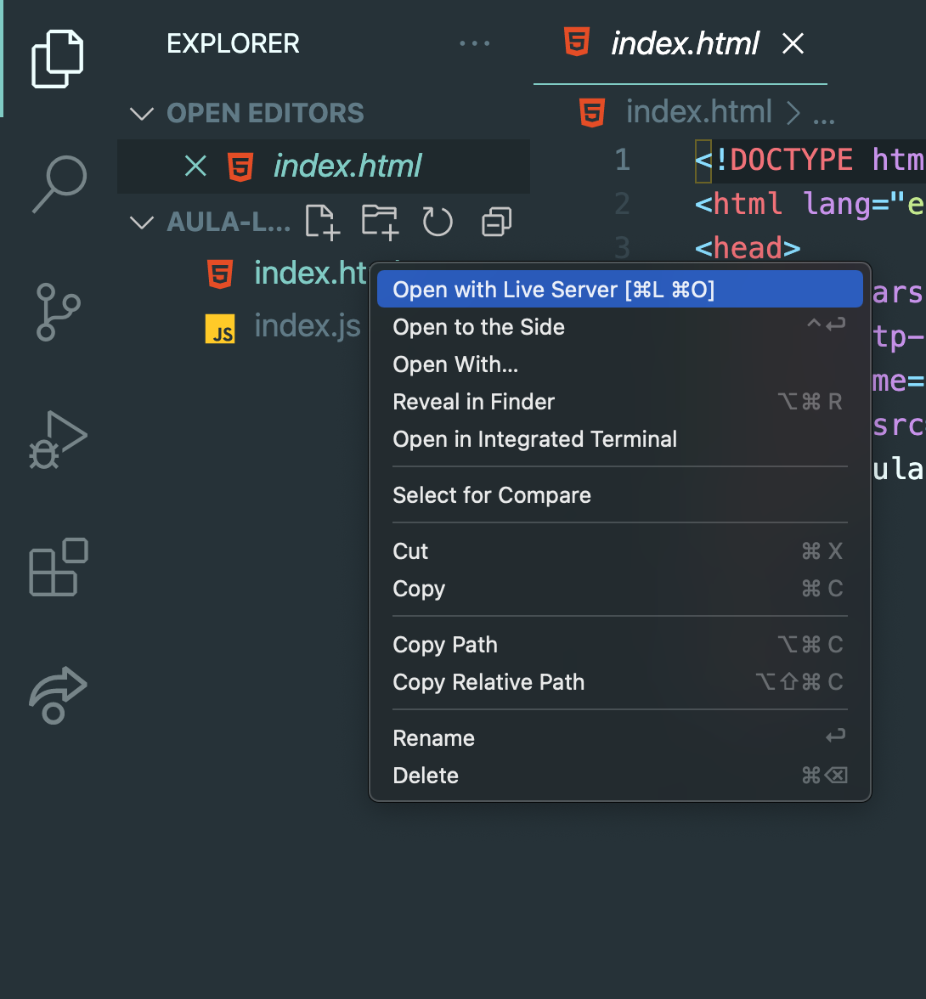 EXPLORER
index.html
OPEN EDITORS
index.html
AULA-L...
index.ht
JS index.js
index.html > ...
1 <!DOCTYPE htm
2 <html lang="e
3 <head>
ars
tp-
me=
src
ula
Open with Live Server [⌘L ⌘O]
Open to the Side ^↩
Open With...
Reveal in Finder ⌥⌘ R
Open in Integrated Terminal
Select for Compare
Cut ⌘ X
Copy ⌘ C
Copy Path ⌥⌘ C
Copy Relative Path ⌥⇧⌘ C
Rename ↩
Delete ⌘⌫